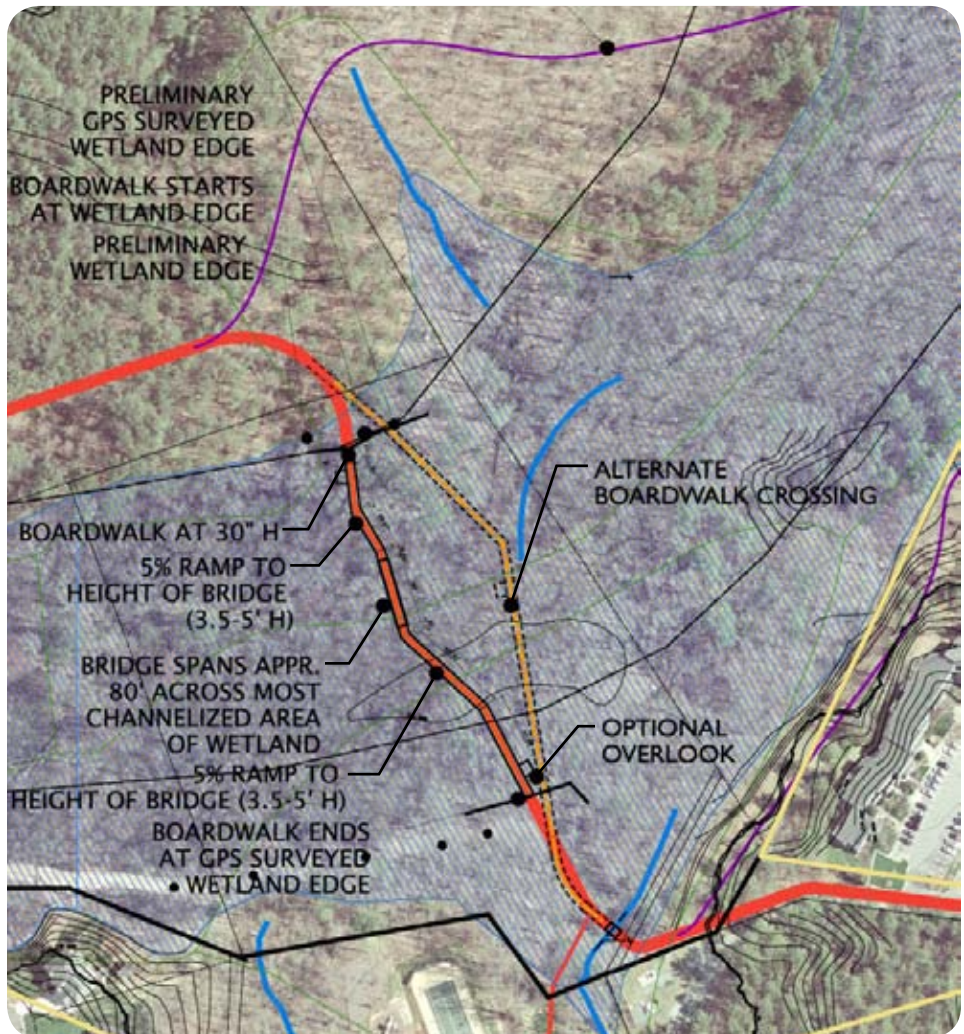 PRELIMINARY
GPS SURVEYED
WETLAND EDGE
BOARDWALK STARTS
AT WETLAND EDGE
PRELIMINARY
WETLAND EDGE
ALTERNATE
BOARDWALK CROSSING
BOARDWALK AT 30" H
5% RAMP TO
HEIGHT OF BRIDGE
(3.5-5' H)
BRIDGE SPANS APPR.
80' ACROSS MOST
CHANNELIZED AREA
OF WETLAND
OPTIONAL
OVERLOOK
5% RAMP TO
HEIGHT OF BRIDGE (3.5-5' H)
BOARDWALK ENDS
AT GPS SURVEYED
WETLAND EDGE